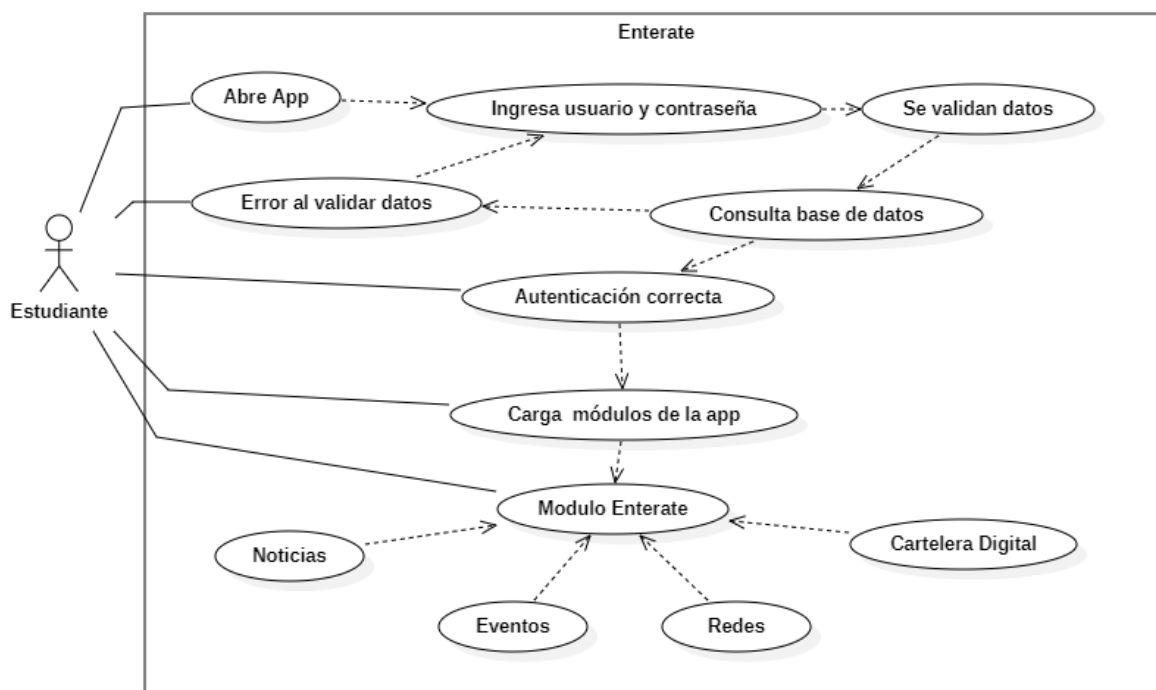 Enterate
Abre App
Ingresa usuario y contraseña
Se validan datos
Error al validar datos
Consulta base de datos
Autenticación correcta
Estudiante
Carga módulos de la app
Modulo Enterate
Noticias
Cartelera Digital
Eventos
Redes